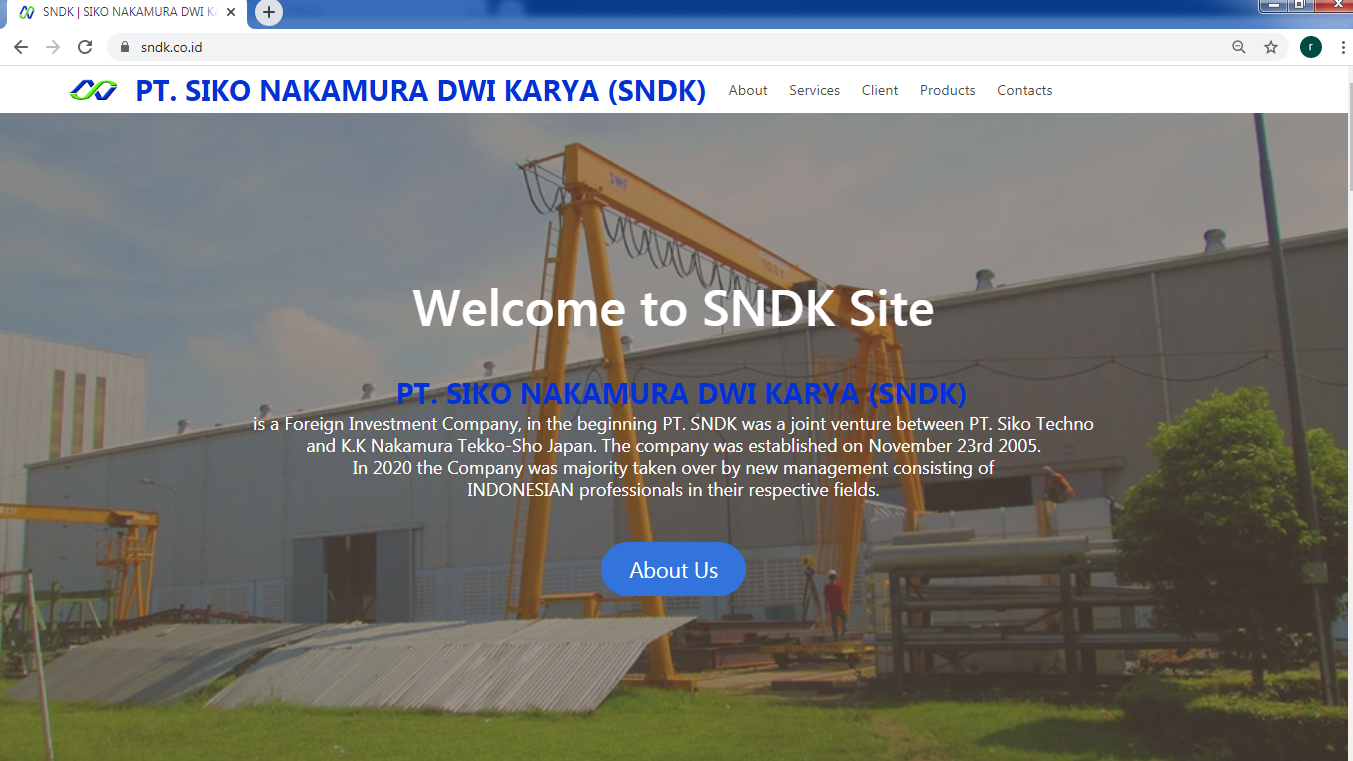 SNDK | SIKO NAKAMURA DWI
sndk.co.id
r
PT. SIKO NAKAMURA DWI KARYA (SNDK) About Services Client Products Contacts
Welcome to SNDK Site
PT. SIKO NAKAMURA DWI KARYA (SNDK)
is a Foreign Investment Company, in the beginning PT. SNDK was a joint venture between PT. Siko Techno
and K.K Nakamura Tekko-Sho Japan. The company was established on November 23rd 2005.
In 2020 the Company was majority taken over by new management consisting of
INDONESIAN professionals in their respective fields.
About Us